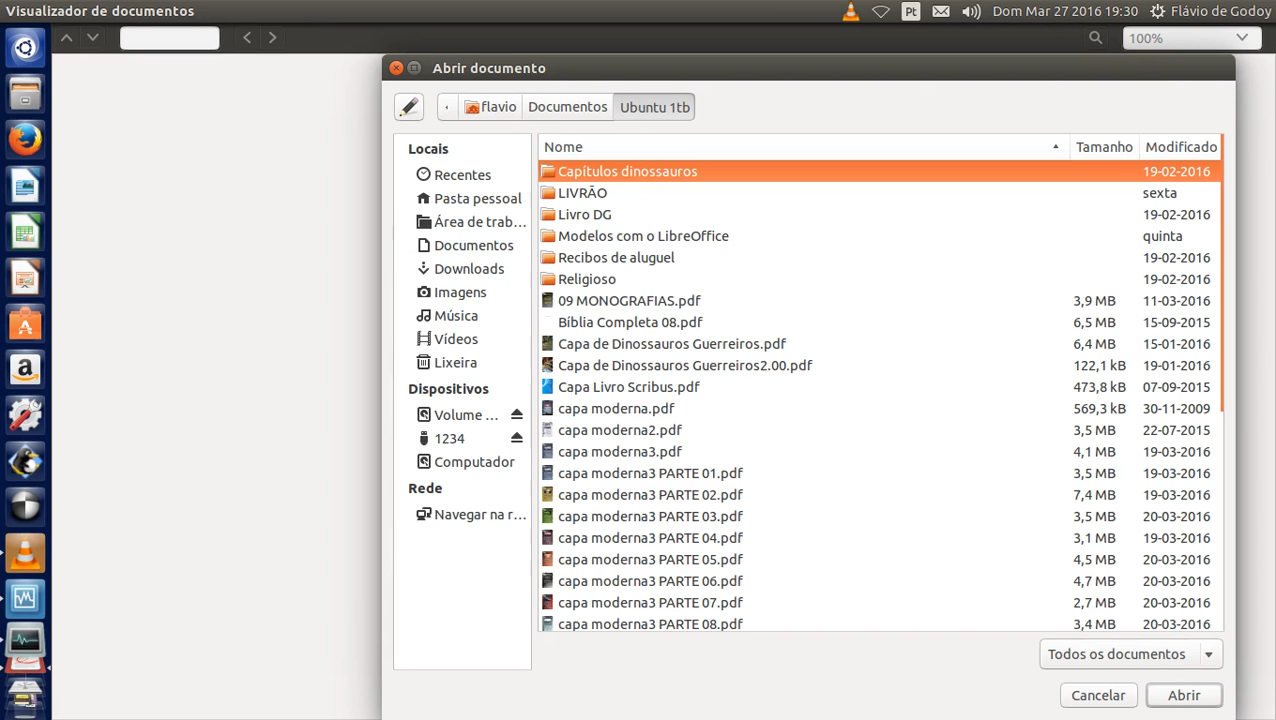 Visualizador de documentos
Pt
Dom Mar 27 2016 19:30
Flávio de Godoy
100%
Abrir documento
flavio
Documentos
Ubuntu 1tb
Locais
Recentes
Pasta pessoal
Área de trab...
Documentos
Downloads
Imagens
Música
Vídeos
Lixeira
Dispositivos
Volume ...
1234
Computador
Rede
Navegar na r...
Nome Tamanho Modificado
Capítulos dinossauros 19-02-2016
LIVRÃO sexta
Livro DG 19-02-2016
Modelos com o LibreOffice quinta
Recibos de aluguel 19-02-2016
Religioso 19-02-2016
09 MONOGRAFIAS.pdf 3,9 MB 11-03-2016
Bíblia Completa 08.pdf 6,5 MB 15-09-2015
Capa de Dinossauros Guerreiros.pdf 6,4 MB 15-01-2016
Capa de Dinossauros Guerreiros2.00.pdf 122,1 kB 19-01-2016
Capa Livro Scribus.pdf 473,8 kB 07-09-2015
capa moderna.pdf 569,3 kB 30-11-2009
capa moderna2.pdf 3,5 MB 22-07-2015
capa moderna3.pdf 4,1 MB 19-03-2016
capa moderna3 PARTE 01.pdf 3,5 MB 19-03-2016
capa moderna3 PARTE 02.pdf 7,4 MB 19-03-2016
capa moderna3 PARTE 03.pdf 3,5 MB 20-03-2016
capa moderna3 PARTE 04.pdf 3,1 MB 19-03-2016
capa moderna3 PARTE 05.pdf 4,5 MB 20-03-2016
capa moderna3 PARTE 06.pdf 4,7 MB 20-03-2016
capa moderna3 PARTE 07.pdf 2,7 MB 20-03-2016
capa moderna3 PARTE 08.pdf 3,4 MB 20-03-2016
Todos os documentos
Cancelar
Abrir